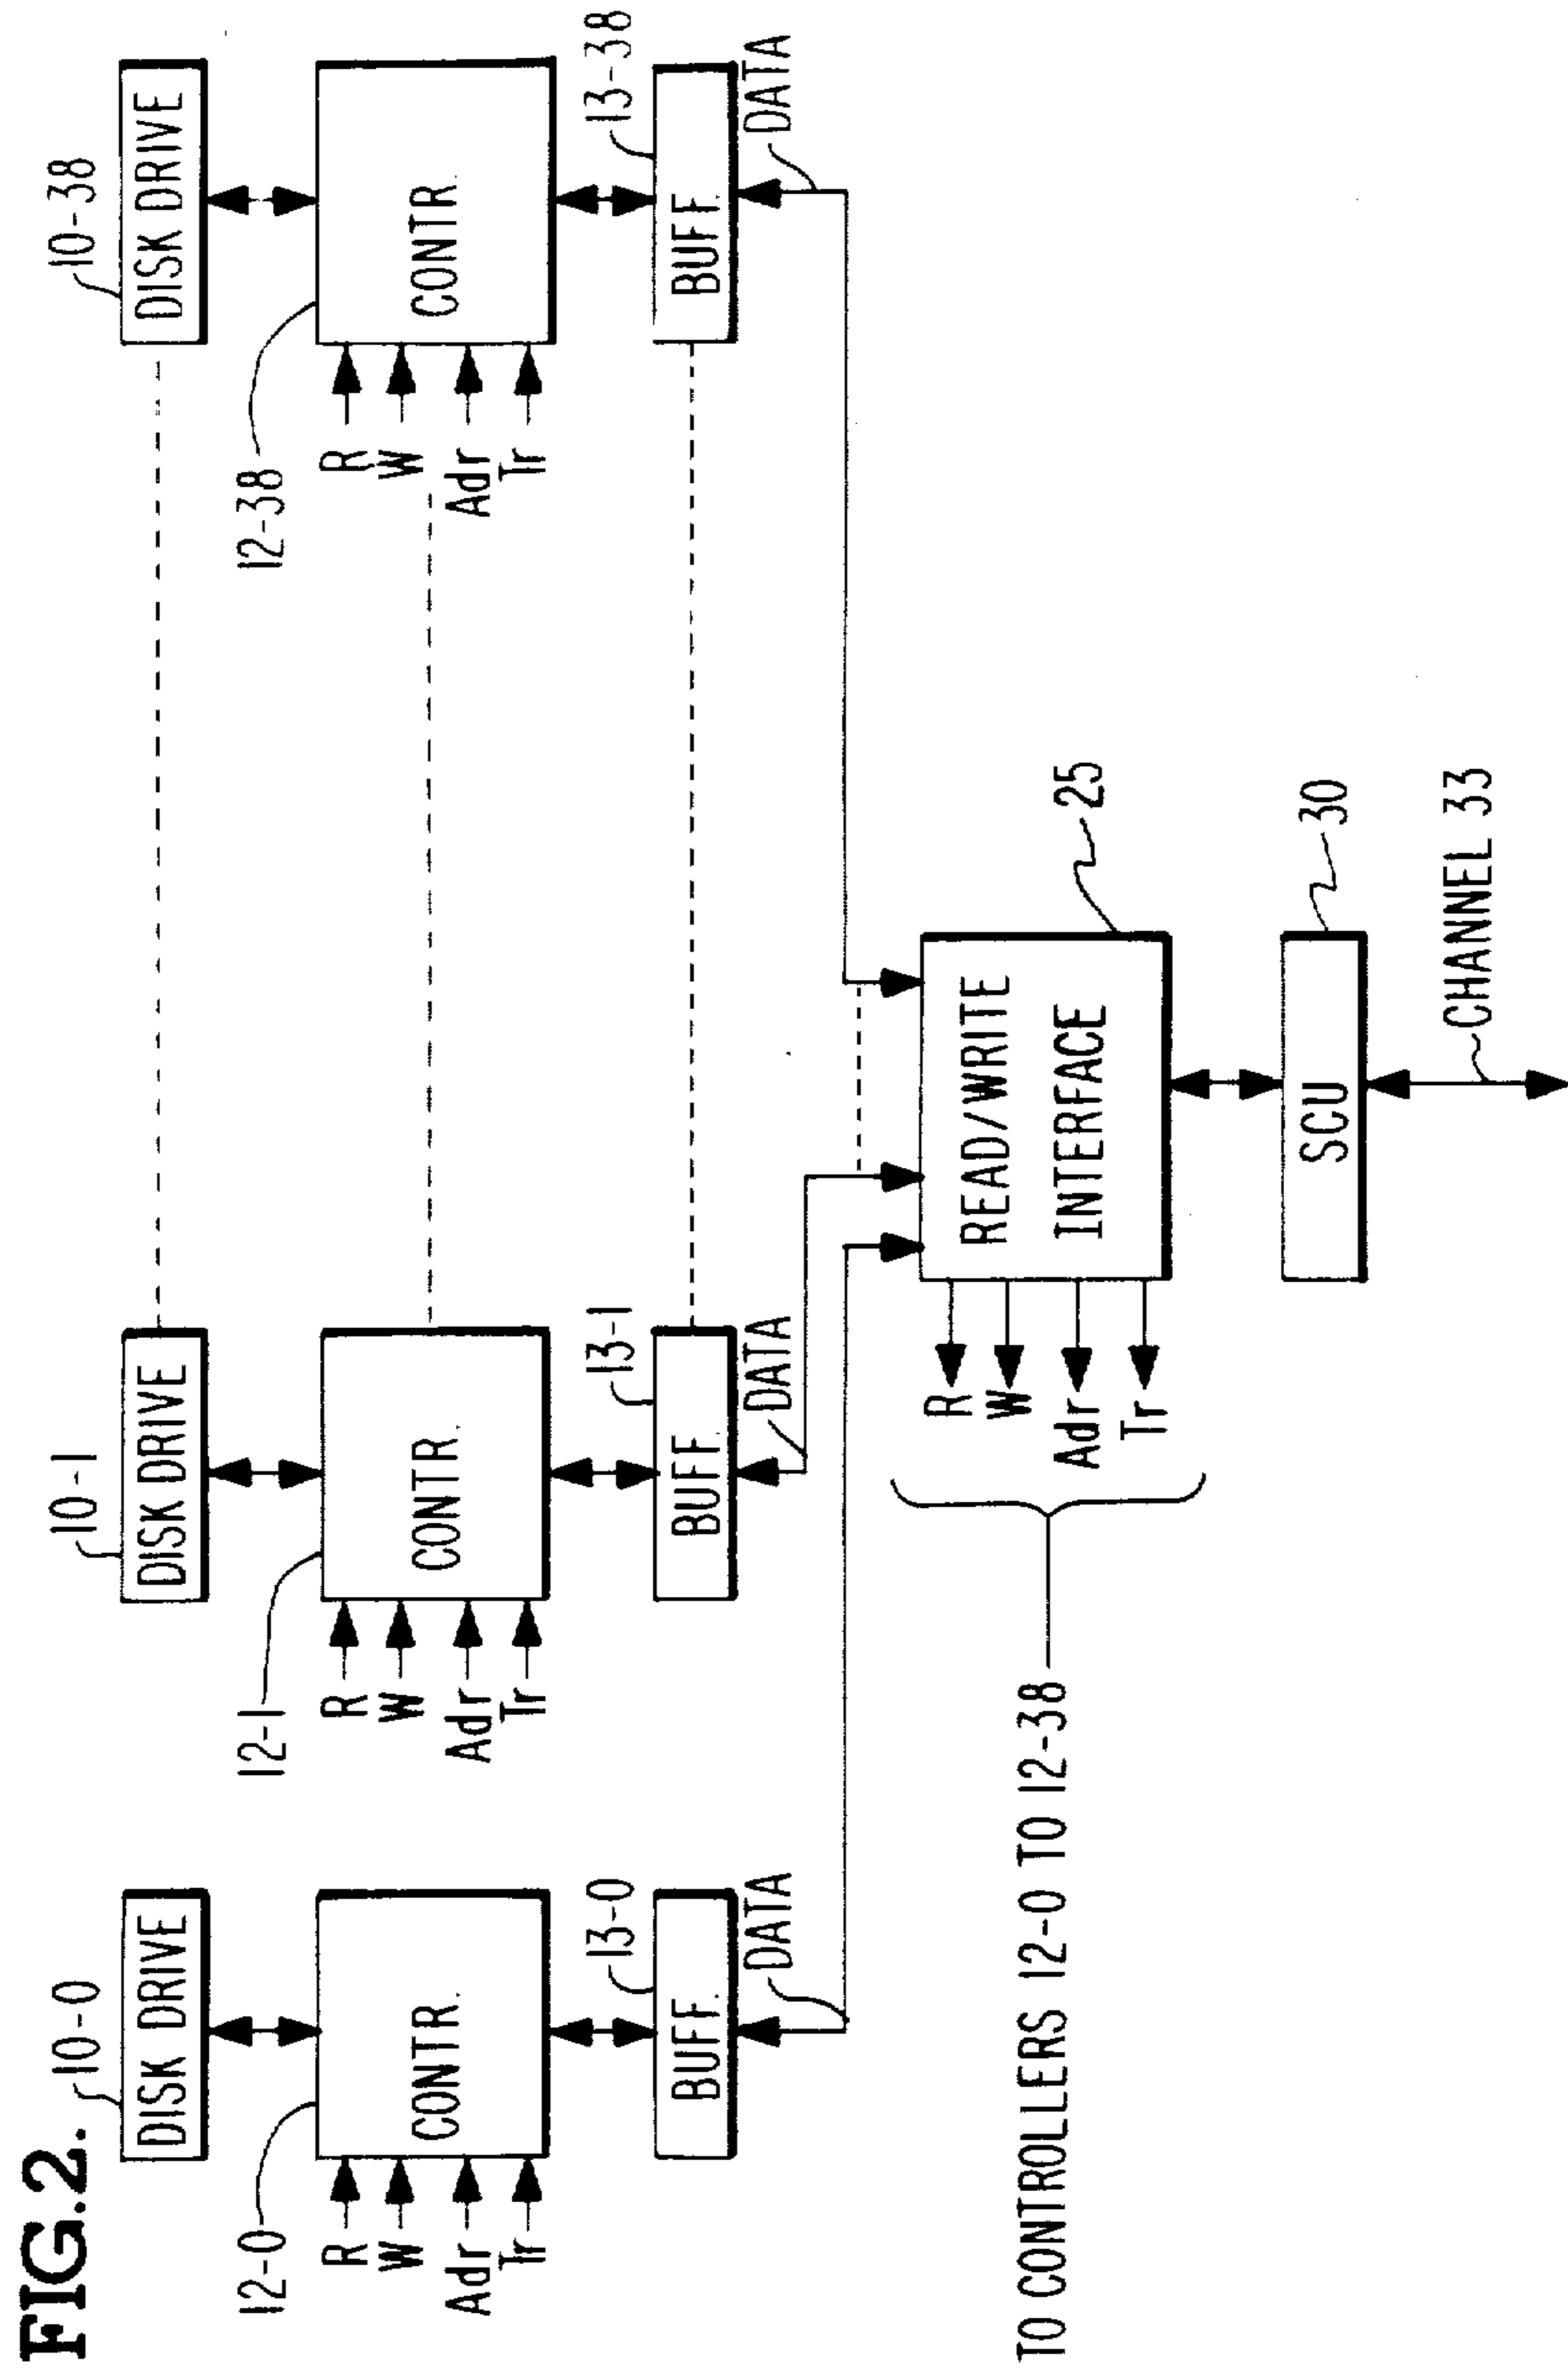 FIG.2.
10-0
10-1
10-38
DISK DRIVE
DISK DRIVE
DISK DRIVE
12-0
12-1
12-38
R
W
Adr
Tr
CONTR.
R
W
Adr
Tr
CONTR.
R
W
Adr
Tr
CONTR.
13-0
13-1
13-38
BUFF.
BUFF.
BUFF.
DATA
DATA
DATA
R
W
Adr
Tr
READ/WRITE
INTERFACE
25
TO CONTROLLERS 12-0 TO 12-38
SCU
30
CHANNEL 33